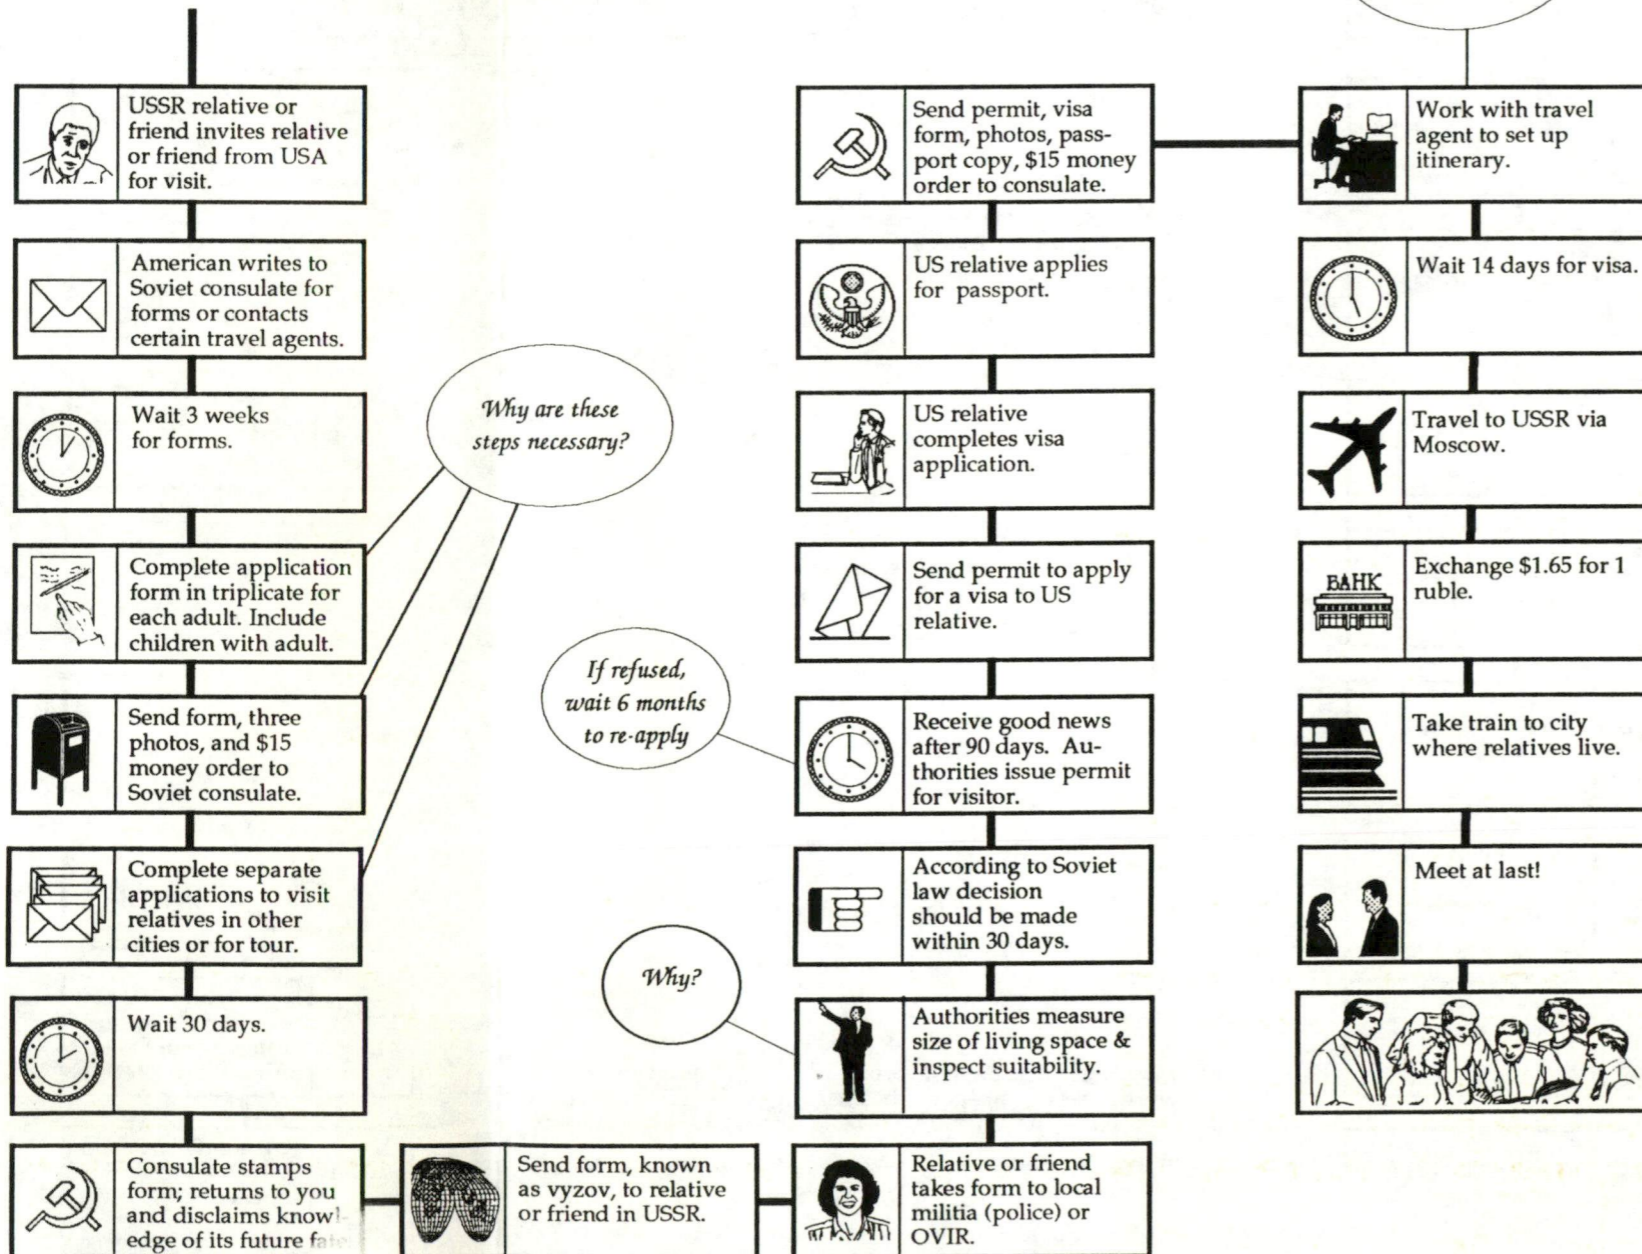 USSR relative or
friend invites relative
or friend from USA
for visit.
American writes to
Soviet consulate for
forms or contacts
certain travel agents.
Wait 3 weeks
for forms.
Complete application
form in triplicate for
each adult. Include
children with adult.
Send form, three
photos, and $15
money order to
Soviet consulate.
Complete separate
applications to visit
relatives in other
cities or for tour.
Wait 30 days.
Consulate stamps
form; returns to you
and disclaims knowl-
edge of its future fate
Why are these
steps necessary?
Send form, known
as vyzov, to relative
or friend in USSR.
Relative or friend
takes form to local
militia (police) or
OVIR.
Authorities measure
size of living space &
inspect suitability.
Why?
According to Soviet
law decision
should be made
within 30 days.
Receive good news
after 90 days. Au-
thorities issue permit
for visitor.
If refused,
wait 6 months
to re-apply
Send permit to apply
for a visa to US
relative.
US relative
completes visa
application.
US relative applies
for passport.
Send permit, visa
form, photos, pass-
port copy, $15 money
order to consulate.
Work with travel
agent to set up
itinerary.
Wait 14 days for visa.
Travel to USSR via
Moscow.
БАНК
Exchange $1.65 for 1
ruble.
Take train to city
where relatives live.
Meet at last!